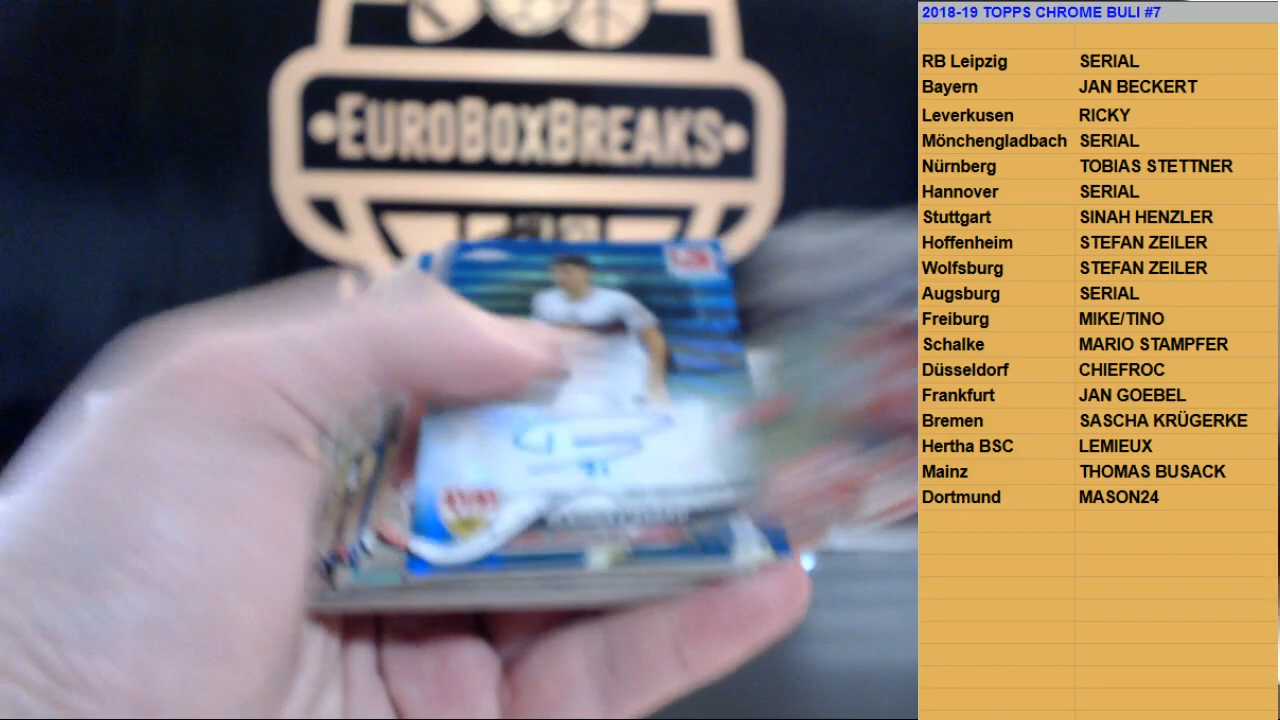 •EUROBOXBREAKS•
2018-19 TOPPS CHROME BULI #7
RB Leipzig SERIAL
Bayern JAN BECKERT
Leverkusen RICKY
Mönchengladbach SERIAL
Nürnberg TOBIAS STETTNER
Hannover SERIAL
Stuttgart SINAH HENZLER
Hoffenheim STEFAN ZEILER
Wolfsburg STEFAN ZEILER
Augsburg SERIAL
Freiburg MIKE/TINO
Schalke MARIO STAMPFER
Düsseldorf CHIEFROC
Frankfurt JAN GOEBEL
Bremen SASCHA KRÜGERKE
Hertha BSC LEMIEUX
Mainz THOMAS BUSACK
Dortmund MASON24